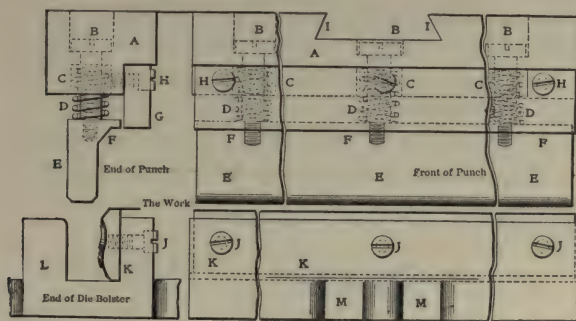 B
A
C
H
D
G
F
E
End of Punch
B
I
B
I
B
A
H
C
C
C
H
D
D
F
F
F
E
E
Front of Punch
E
The Work
L
J
K
End of Die Bolster
J
J
J
K
K
M
M